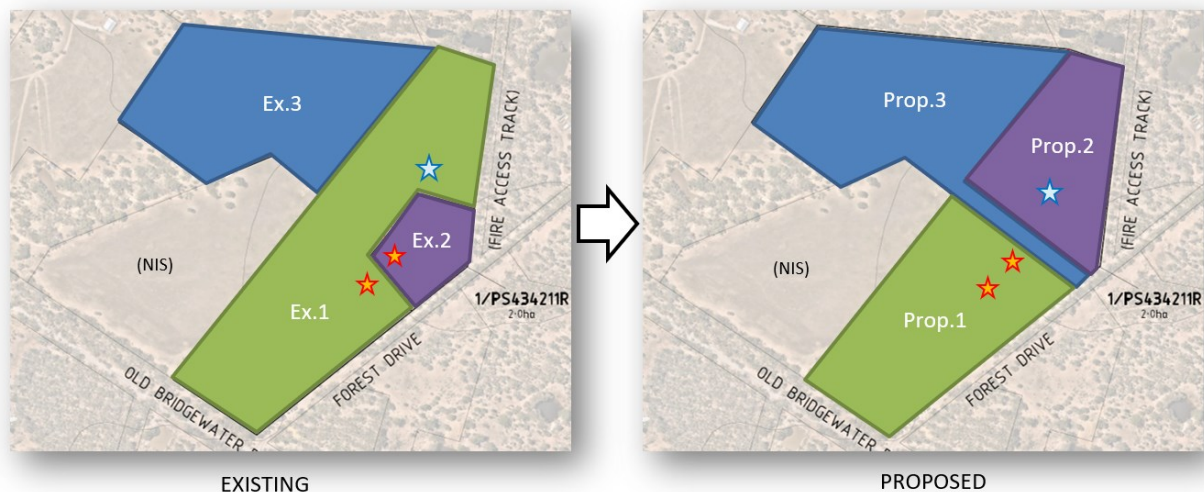 Ex.3
Ex.2
Ex.1
(NIS)
(FIRE ACCESS TRACK)
1/PS434211R
2·0ha
FOREST DRIVE
OLD BRIDGEWATER
EXISTING
Prop.3
Prop.2
Prop.1
(NIS)
(FIRE ACCESS TRACK)
1/PS434211R
2·0ha
FOREST DRIVE
OLD BRIDGEWATER
PROPOSED